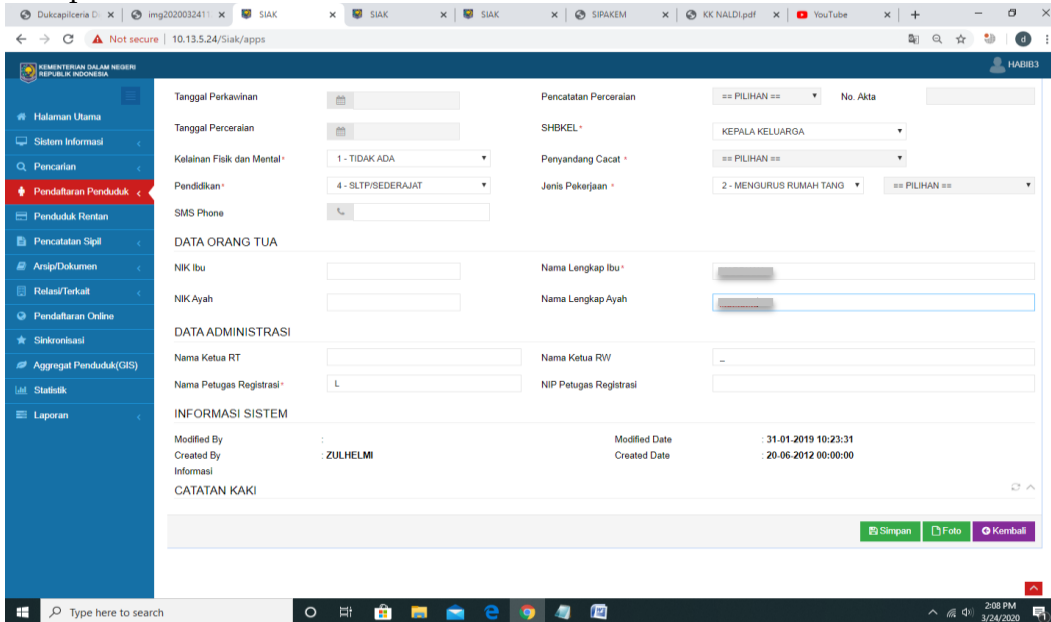 Dukcapilceria Di
img2020032411
SIAK
SIAK
SIAK
SIPAKEM
KK NALDI.pdf
YouTube
Not secure | 10.13.5.24/Siak/apps
d
KEMENTERIAN DALAM NEGERI
REPUBLIK INDONESIA
HABIB3
Halaman Utama
Sistem Informasi
Pencarian
Pendaftaran Penduduk
Penduduk Rentan
Pencatatan Sipil
Arsip/Dokumen
Relasi/Terkait
Pendaftaran Online
Sinkronisasi
Aggregat Penduduk(GIS)
Statistik
Laporan
Tanggal Perkawinan Pencatatan Perceraian == PILIHAN == No. Akta
Tanggal Perceraian SHBKEL* KEPALA KELUARGA
Kelainan Fisik dan Mental* 1 - TIDAK ADA Penyandang Cacat * == PILIHAN ==
Pendidikan* 4 - SLTP/SEDERAJAT Jenis Pekerjaan * 2 - MENGURUS RUMAH TANG == PILIHAN ==
SMS Phone
DATA ORANG TUA
NIK Ibu Nama Lengkap Ibu*
NIK Ayah Nama Lengkap Ayah
DATA ADMINISTRASI
Nama Ketua RT Nama Ketua RW _
Nama Petugas Registrasi* L NIP Petugas Registrasi
INFORMASI SISTEM
Modified By : Modified Date : 31-01-2019 10:23:31
Created By : ZULHELMI Created Date : 20-06-2012 00:00:00
Informasi
CATATAN KAKI
Simpan Foto Kembali
Type here to search
2:08 PM
3/24/2020